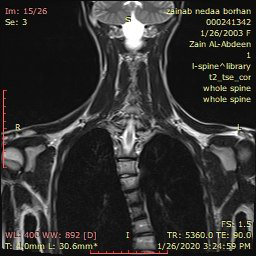 Im: 15/26
Se: 3
S
zainab nedaa borhan
000241342
1/26/2003 F
Zain AL-Abdeen
1
l-spine^library
t2_tse_cor
whole spine
whole spine
R
L
WL: 400 WW: 892 [D]
T: 4.0mm L: 30.6mm*
I
FS: 1.5
TR: 5360.0 TE: 90.0
1/26/2020 3:24:59 PM